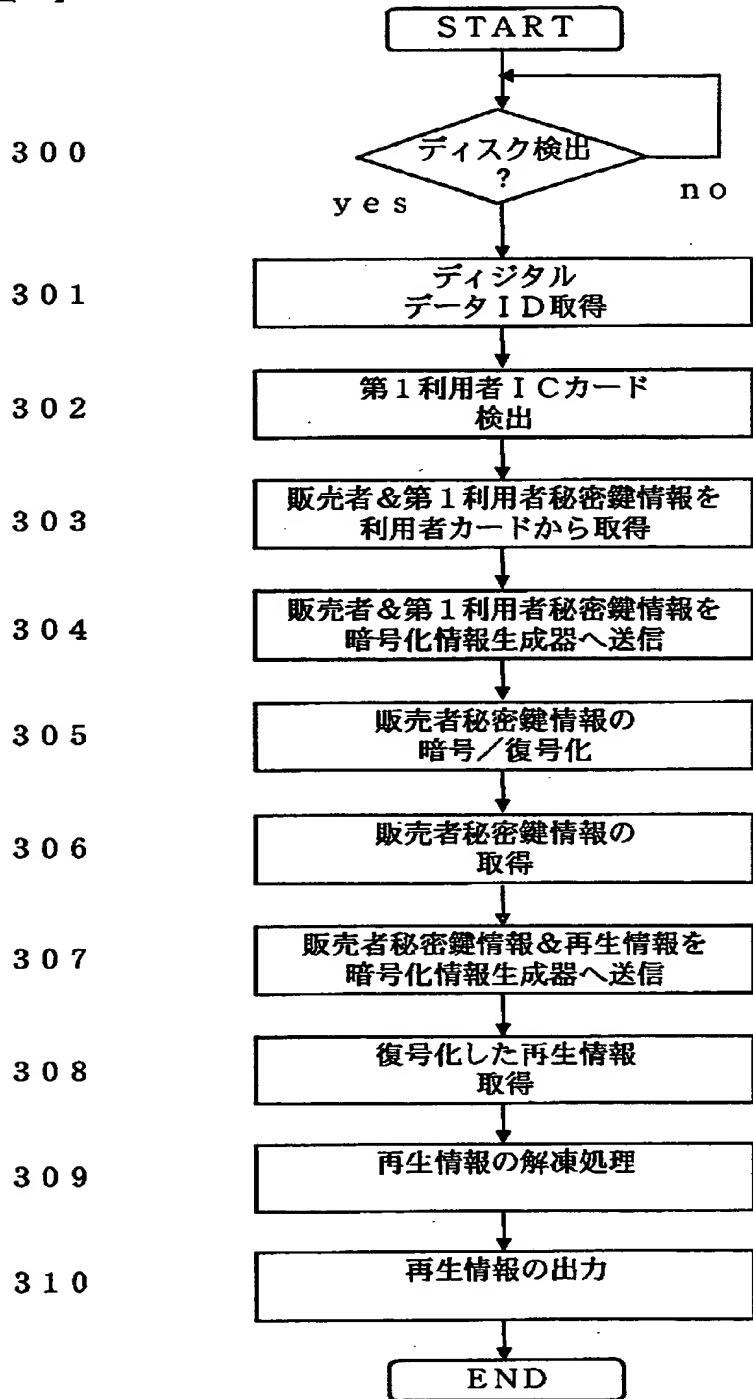 START
300
ディスク検出
?
yes
no
301
ディジタル
データID取得
302
第1利用者ICカード
検出
303
販売者&第1利用者秘密鍵情報を
利用者カードから取得
304
販売者&第1利用者秘密鍵情報を
暗号化情報生成器へ送信
305
販売者秘密鍵情報の
暗号/復号化
306
販売者秘密鍵情報の
取得
307
販売者秘密鍵情報&再生情報を
暗号化情報生成器へ送信
308
復号化した再生情報
取得
309
再生情報の解凍処理
310
再生情報の出力
END